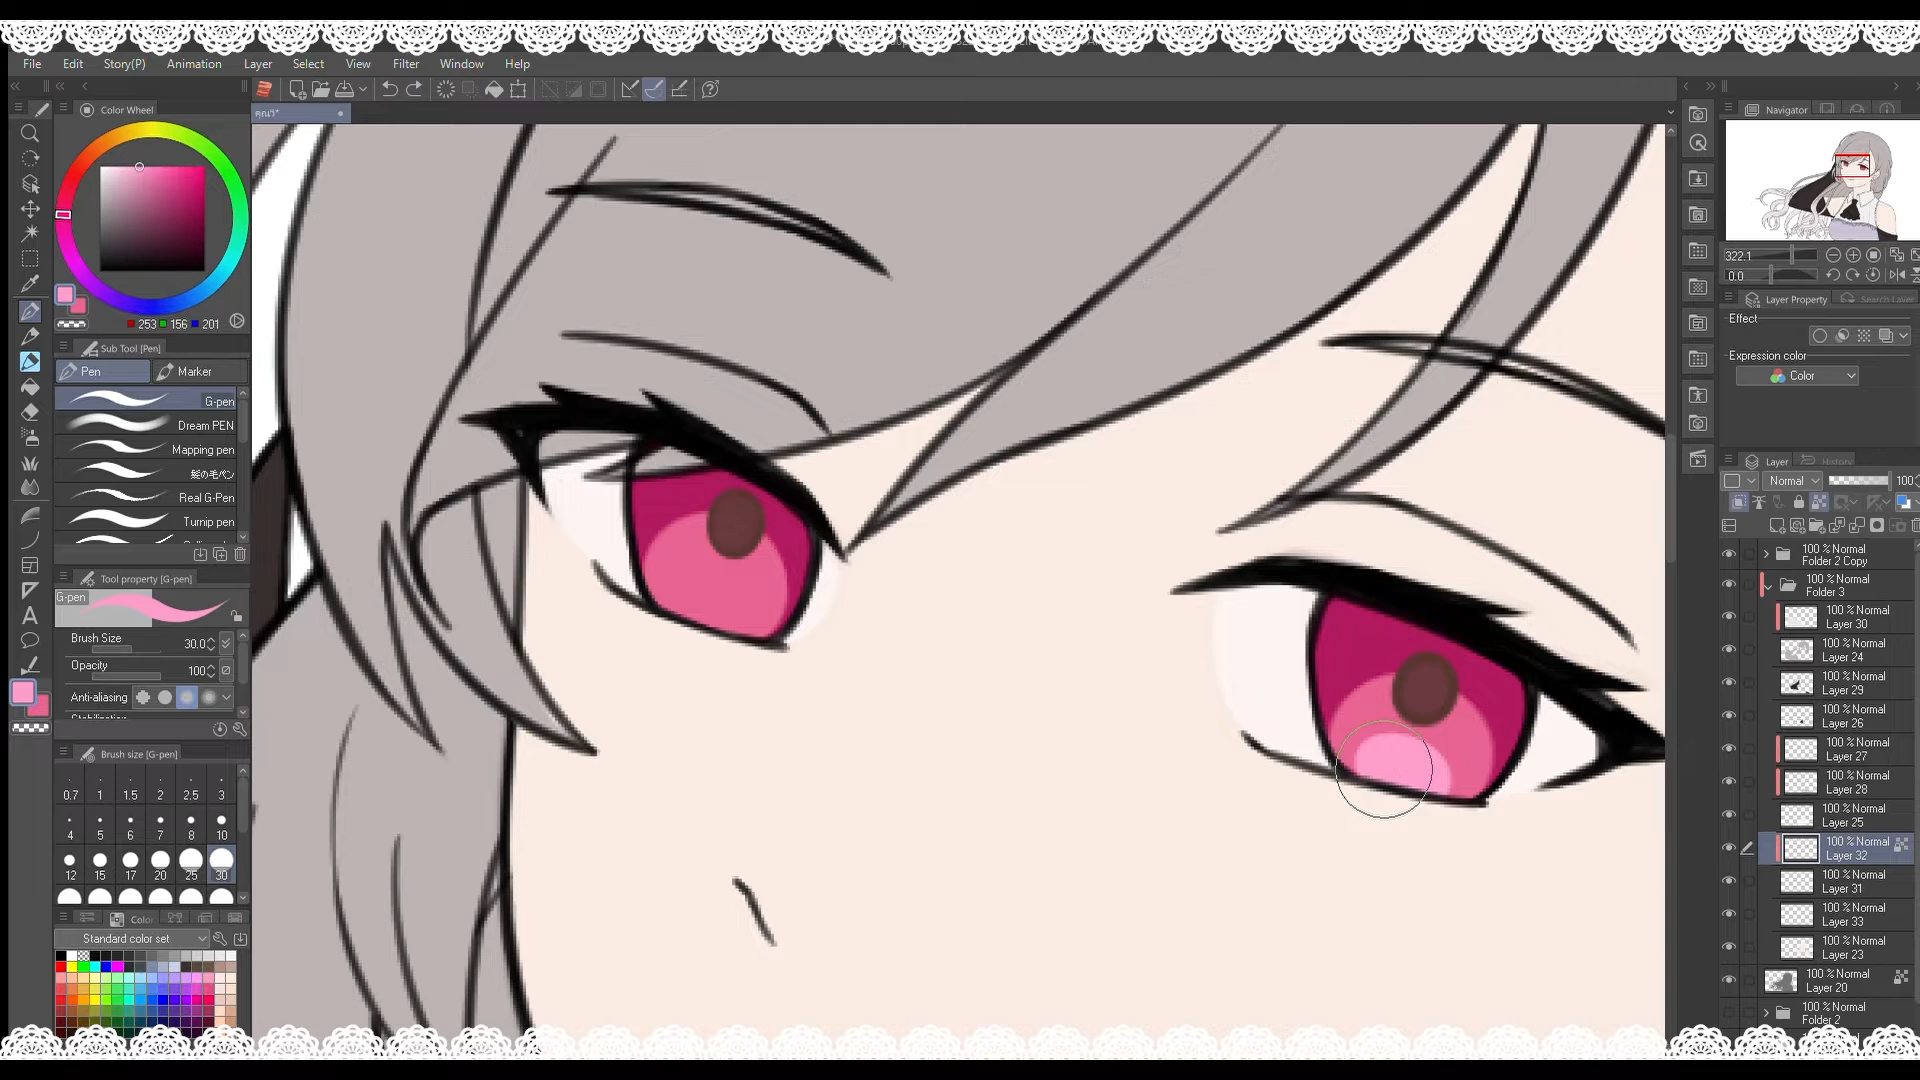 File Edit Story(P) Animation Layer Select View Filter Window Help
Color Wheel
253 156 201
Sub Tool [Pen]
Pen
Marker
G-pen
Dream PEN
Mapping pen
髪の毛ペン
Real G-Pen
Turnip pen
Tool property [G-pen]
G-pen
Brush Size 30.0
Opacity 100
Anti-aliasing
Brush size [G-pen]
0.7 1 1.5 2 2.5 3
4 5 6 7 8 10
12 15 17 20 25 30
Standard color set
Navigator
322.1
0.0
Layer Property Search Layer
Effect
Expression color
Color
Layer History
Normal 100
100 % Normal
Folder 2 Copy
100 % Normal
Folder 3
100 % Normal
Layer 30
100 % Normal
Layer 24
100 % Normal
Layer 29
100 % Normal
Layer 26
100 % Normal
Layer 27
100 % Normal
Layer 28
100 % Normal
Layer 25
100 % Normal
Layer 32
100 % Normal
Layer 31
100 % Normal
Layer 33
100 % Normal
Layer 23
100 % Normal
Layer 20
100 % Normal
Folder 2